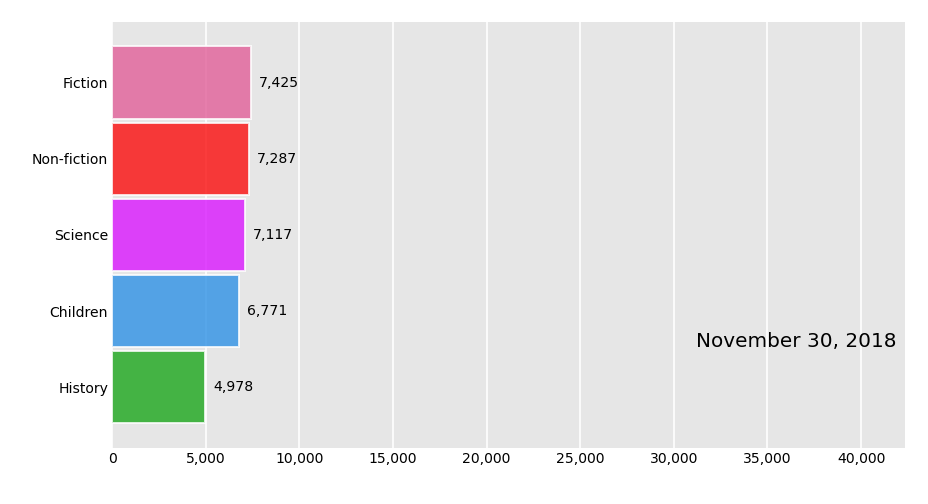 Fiction 7,425
Non-fiction 7,287
Science 7,117
Children 6,771
November 30, 2018
History 4,978
0 5,000 10,000 15,000 20,000 25,000 30,000 35,000 40,000